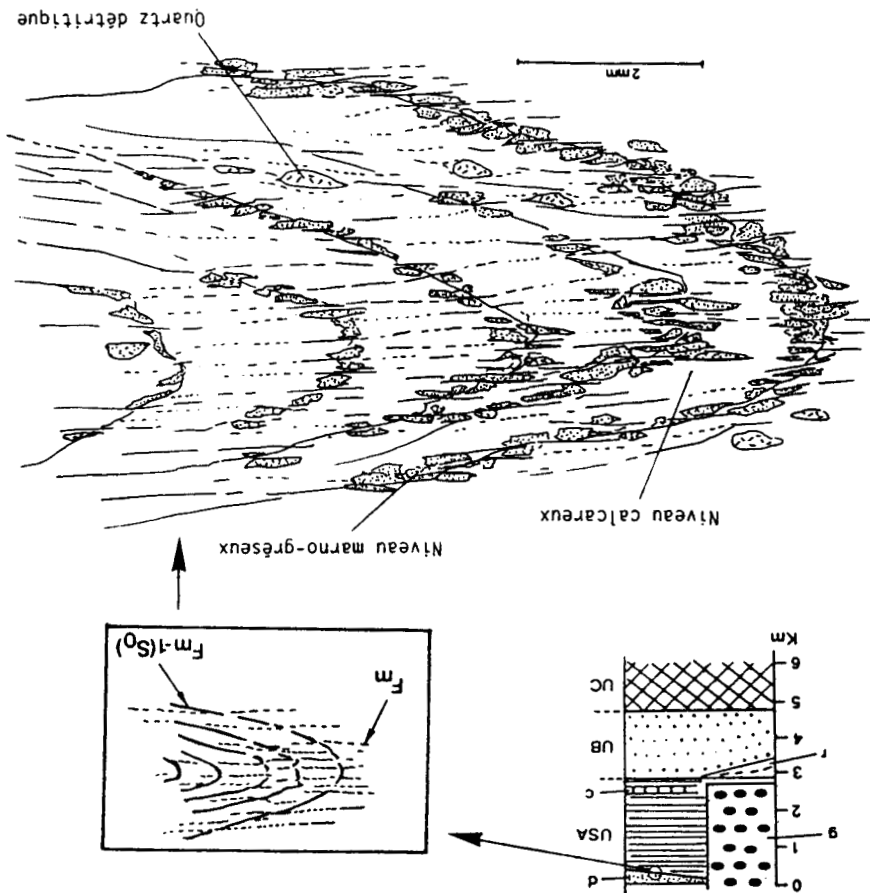 0
d
1
g
USA
2
c
3
r
4
UB
5
UC
6
Km
Fm
Fm-1(S0)
Niveau marno-gréseux
Niveau calcareux
2mm
Quartz détritique